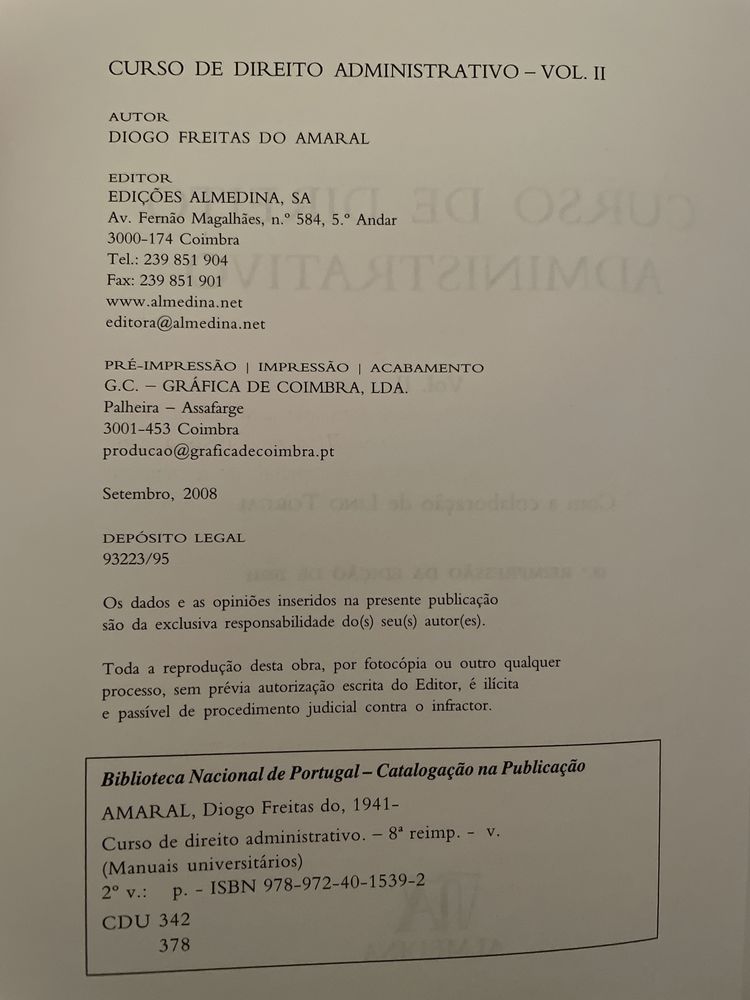 CURSO DE DIREITO ADMINISTRATIVO – VOL. II
AUTOR
DIOGO FREITAS DO AMARAL
EDITOR
EDIÇÕES ALMEDINA, SA
Av. Fernão Magalhães, n.º 584, 5.º Andar
3000-174 Coimbra
Tel.: 239 851 904
Fax: 239 851 901
www.almedina.net
editora@almedina.net
PRÉ-IMPRESSÃO | IMPRESSÃO | ACABAMENTO
G.C. – GRÁFICA DE COIMBRA, LDA.
Palheira – Assafarge
3001-453 Coimbra
producao@graficadecoimbra.pt
Setembro, 2008
DEPÓSITO LEGAL
93223/95
Os dados e as opiniões inseridos na presente publicação
são da exclusiva responsabilidade do(s) seu(s) autor(es).
Toda a reprodução desta obra, por fotocópia ou outro qualquer
processo, sem prévia autorização escrita do Editor, é ilícita
e passível de procedimento judicial contra o infractor.
Biblioteca Nacional de Portugal – Catalogação na Publicação
AMARAL, Diogo Freitas do, 1941-
Curso de direito administrativo. – 8ª reimp. - v.
(Manuais universitários)
2º v.: p. - ISBN 978-972-40-1539-2
CDU 342
378